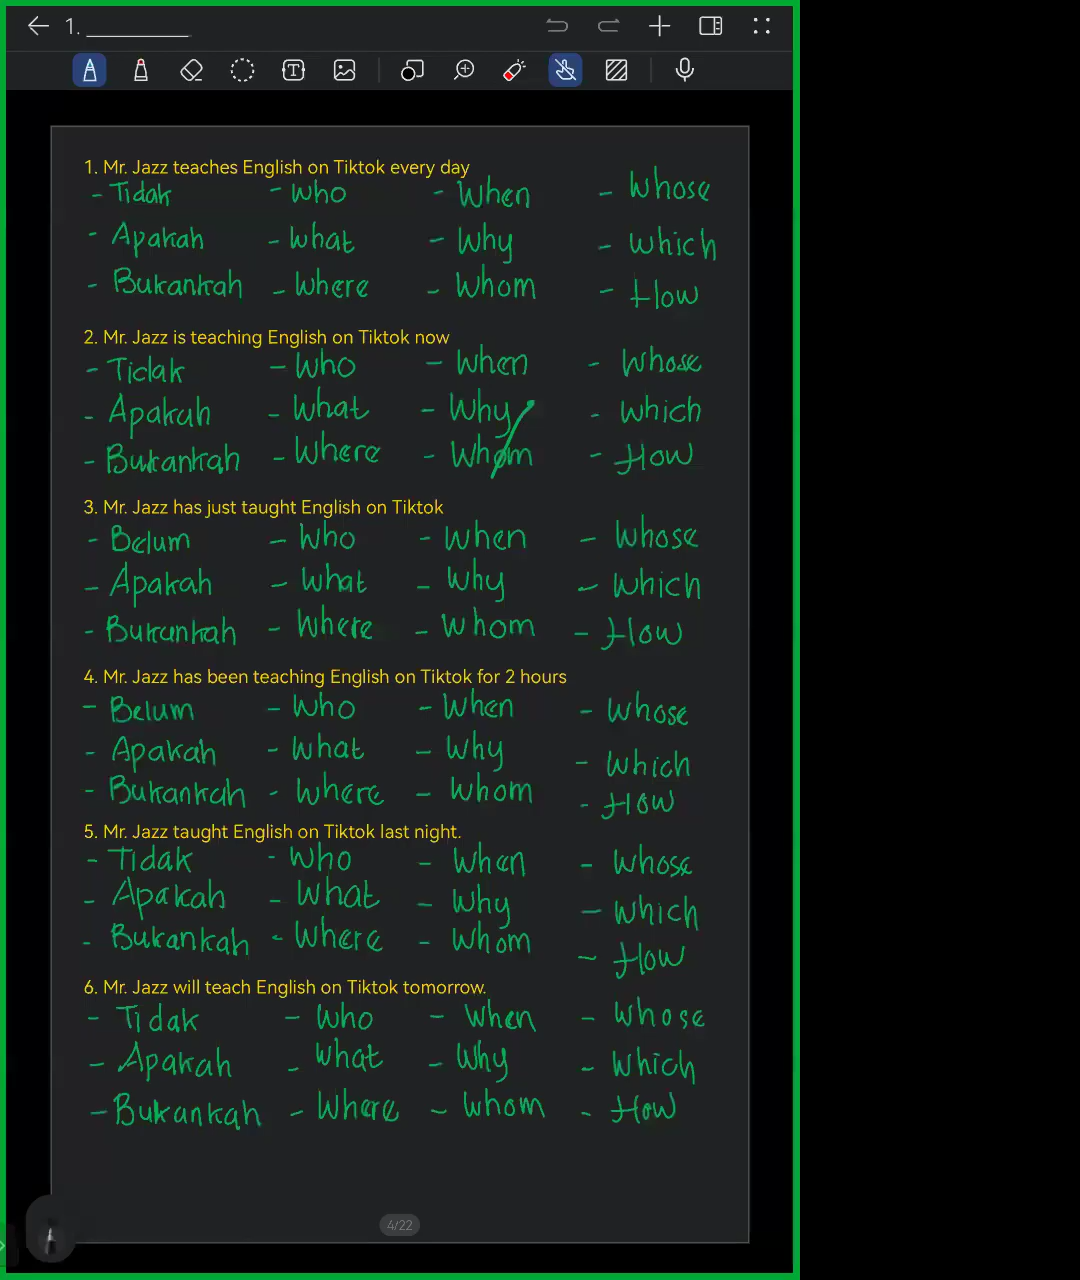 1. __________
1. Mr. Jazz teaches English on Tiktok every day
- Tidak - Who - When - Whose
- Apakah - What - Why - Which
- Bukankah - Where - Whom - How
2. Mr. Jazz is teaching English on Tiktok now
- Tidak - Who - When - Whose
- Apakah - What - Why - Which
- Bukankah - Where - Whom - How
3. Mr. Jazz has just taught English on Tiktok
- Belum - Who - When - Whose
- Apakah - What - Why - Which
- Bukankah - Where - Whom - How
4. Mr. Jazz has been teaching English on Tiktok for 2 hours
- Belum - Who - When - Whose
- Apakah - What - Why - Which
- Bukankah - Where - Whom - How
5. Mr. Jazz taught English on Tiktok last night.
- Tidak - Who - When - Whose
- Apakah - What - Why - Which
- Bukankah - Where - Whom - How
6. Mr. Jazz will teach English on Tiktok tomorrow.
- Tidak - Who - When - Whose
- Apakah - What - Why - Which
- Bukankah - Where - Whom - How
4/22